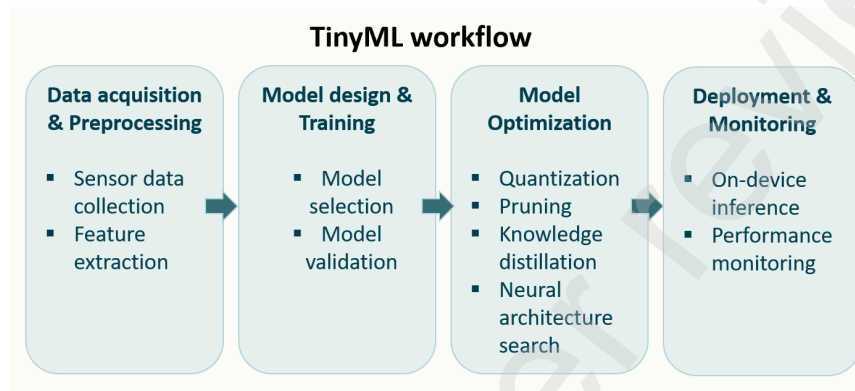 TinyML workflow
Data acquisition
& Preprocessing
▪ Sensor data
collection
▪ Feature
extraction
Model design &
Training
▪ Model
selection
▪ Model
validation
Model
Optimization
▪ Quantization
▪ Pruning
▪ Knowledge
distillation
▪ Neural
architecture
search
Deployment &
Monitoring
▪ On-device
inference
▪ Performance
monitoring